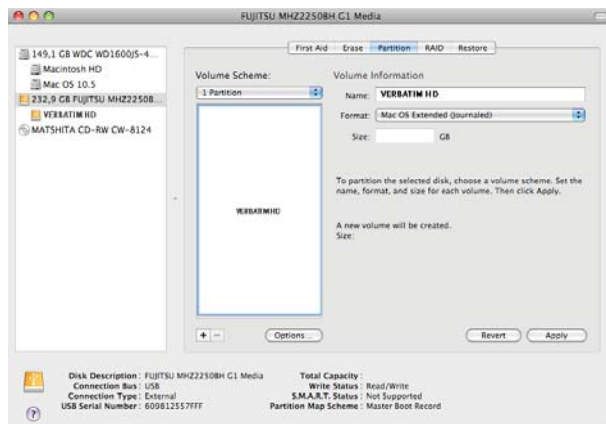 FUJITSU MHZ2250BH G1 Media
149,1 GB WDC WD1600JS-4...
Macintosh HD
Mac OS 10.5
232,9 GB FUJITSU MHZ2250B...
VERBATIM HD
MATSHITA CD-RW CW-8124
First Aid Erase Partition RAID Restore
Volume Scheme:
1 Partition
VERBATIM HD
+ − Options...
Volume Information
Name: VERBATIM HD
Format: Mac OS Extended (Journaled)
Size: GB
To partition the selected disk, choose a volume scheme. Set the
name, format, and size for each volume. Then click Apply.
A new volume will be created.
Size:
Revert Apply
Disk Description : FUJITSU MHZ2250BH G1 Media
Connection Bus : USB
Connection Type : External
USB Serial Number : 609812557FFF
Total Capacity :
Write Status : Read/Write
S.M.A.R.T. Status : Not Supported
Partition Map Scheme : Master Boot Record
?